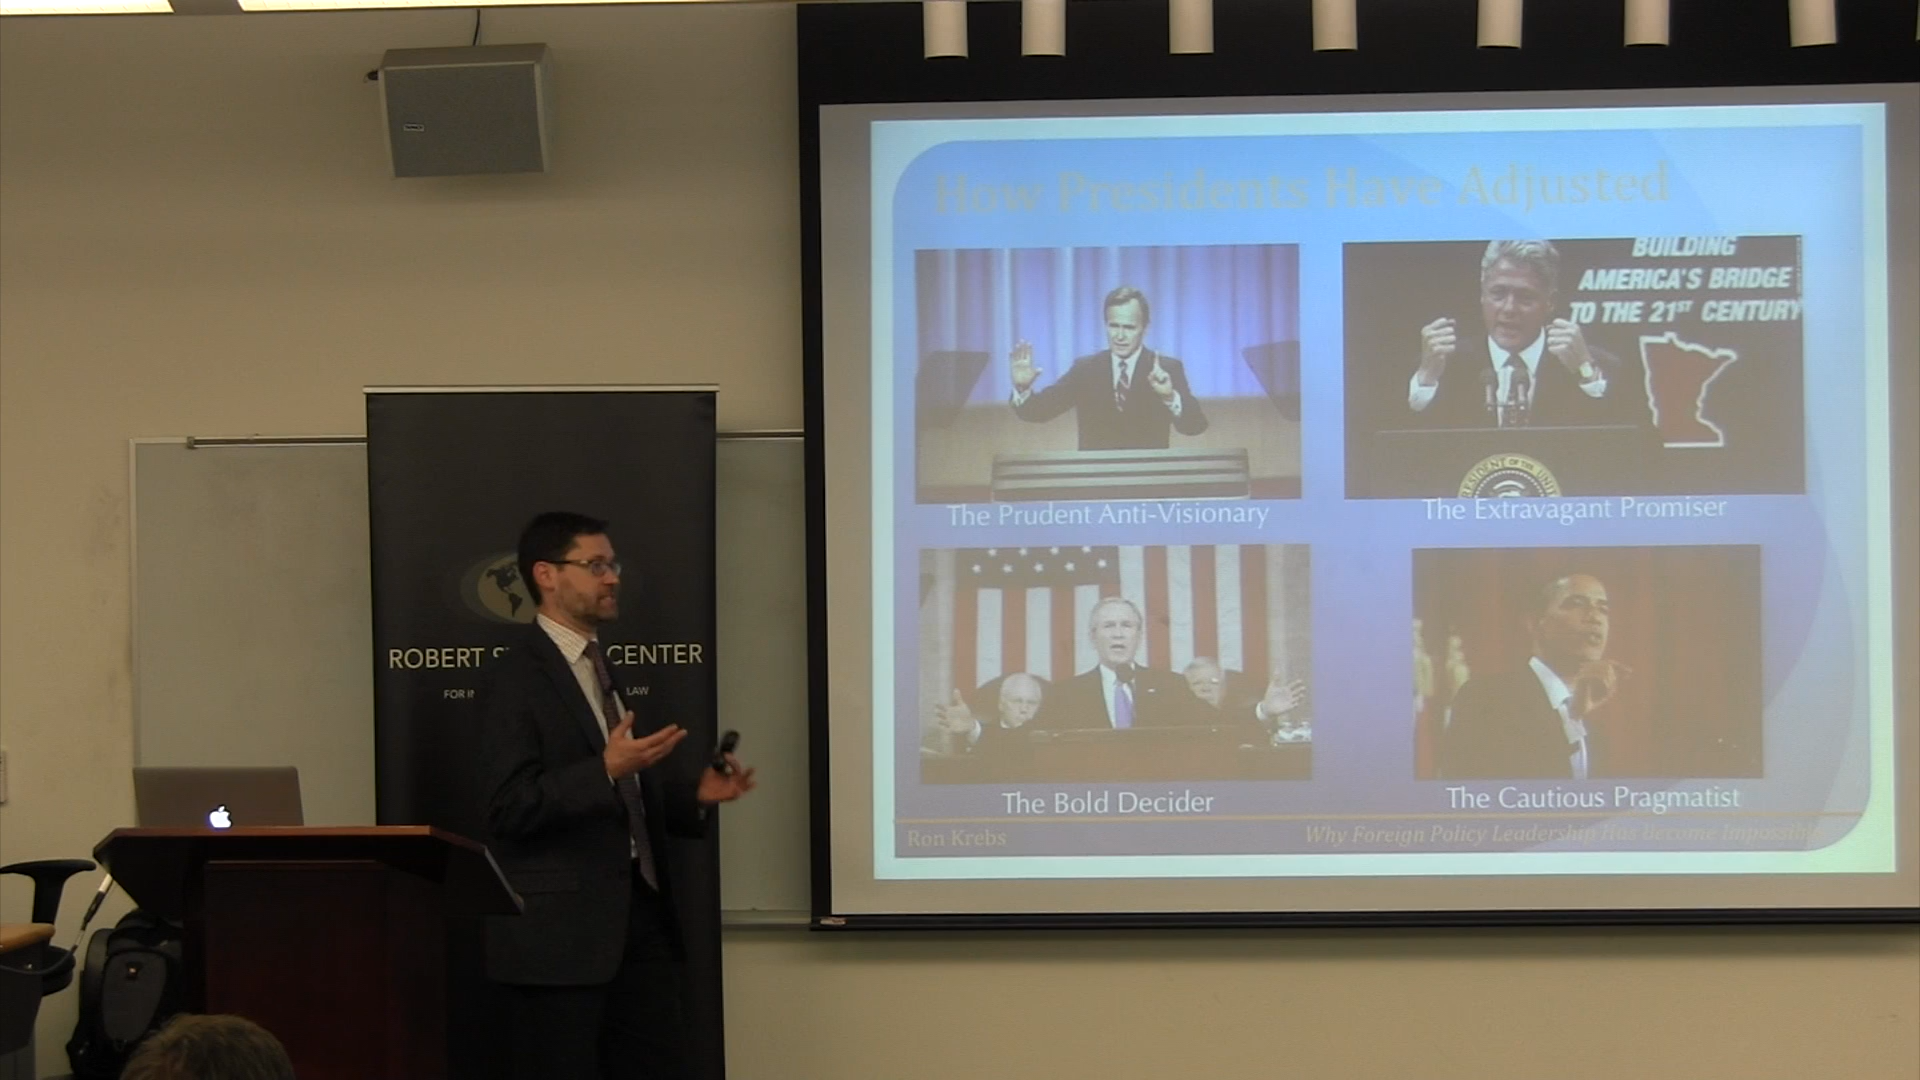 How Presidents Have Adjusted
BUILDING
AMERICA'S BRIDGE
TO THE 21ST CENTURY
The Prudent Anti-Visionary
The Extravagant Promiser
The Bold Decider
The Cautious Pragmatist
Ron Krebs
Why Foreign Policy Leadership Has Become Impossible
ROBERT CENTER
FOR LAW